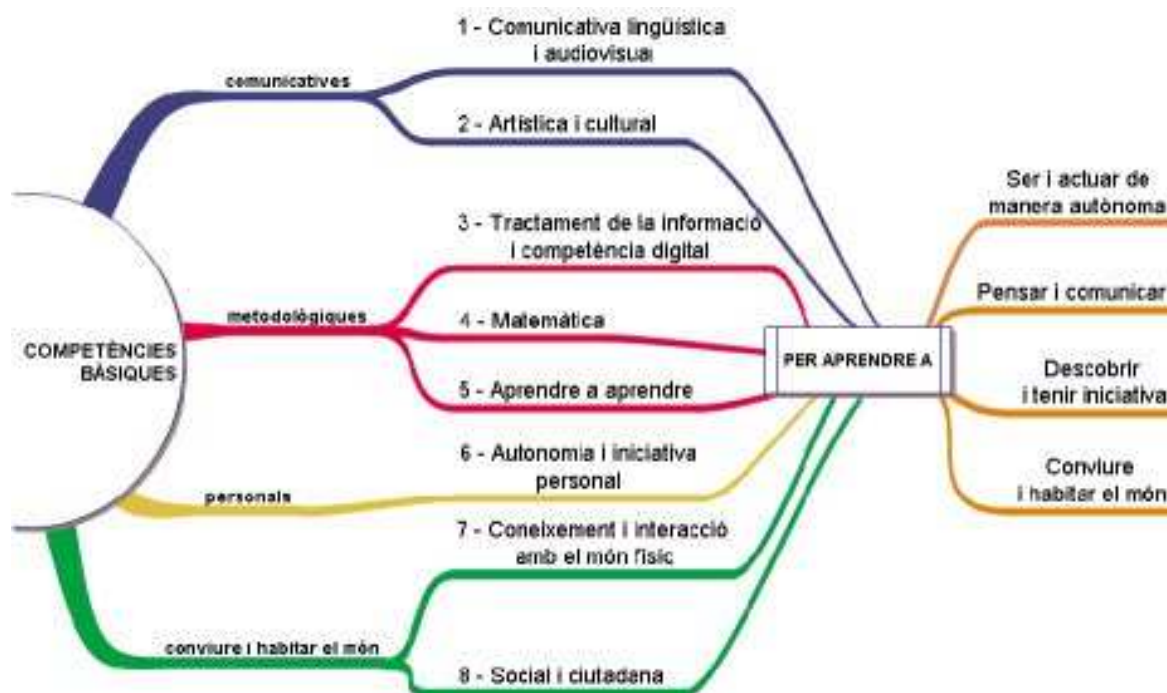 COMPETÈNCIES
BÀSIQUES
comunicatives
1 - Comunicativa lingüística
i audiovisual
2 - Artística i cultural
metodològiques
3 - Tractament de la informació
i competència digital
4 - Matemàtica
5 - Aprendre a aprendre
personals
6 - Autonomia i iniciativa
personal
conviure i habitar el món
7 - Coneixement i interacció
amb el món físic
8 - Social i ciutadana
PER APRENDRE A
Ser i actuar de
manera autònoma
Pensar i comunicar
Descobrir
i tenir iniciativa
Conviure
i habitar el món